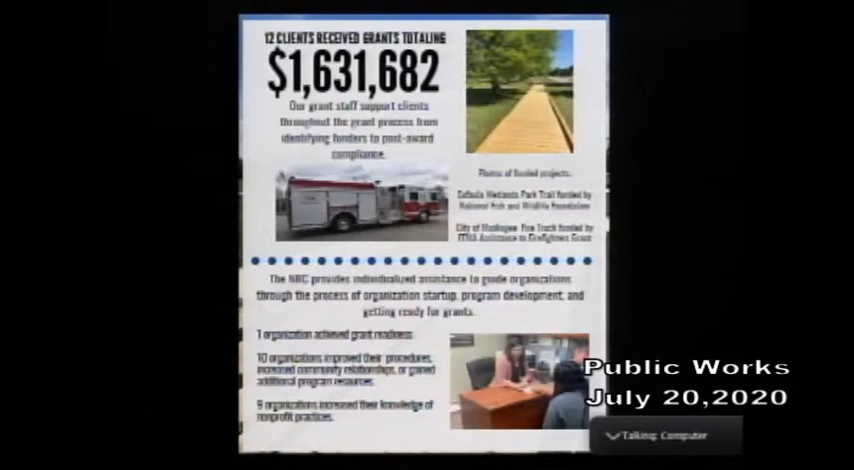 12 CLIENTS RECEIVED GRANTS TOTALING
$1,631,682
Our grant staff support clients
throughout the grant process from
identifying funders to post-award
compliance.
Photos of funded projects.
Eufaula Wetlands Park Trail funded by
National Fish and Wildlife Foundation
City of Muskogee Fire Truck funded by
FEMA Assistance to Firefighters Grant
The NRC provides individualized assistance to guide organizations
through the process of organization startup, program development, and
getting ready for grants.
1 organization achieved grant readiness
10 organizations improved their procedures,
increased community relationships, or gained
additional program resources.
9 organizations increased their knowledge of
nonprofit practices.
Public Works
July 20,2020
Talking: Computer